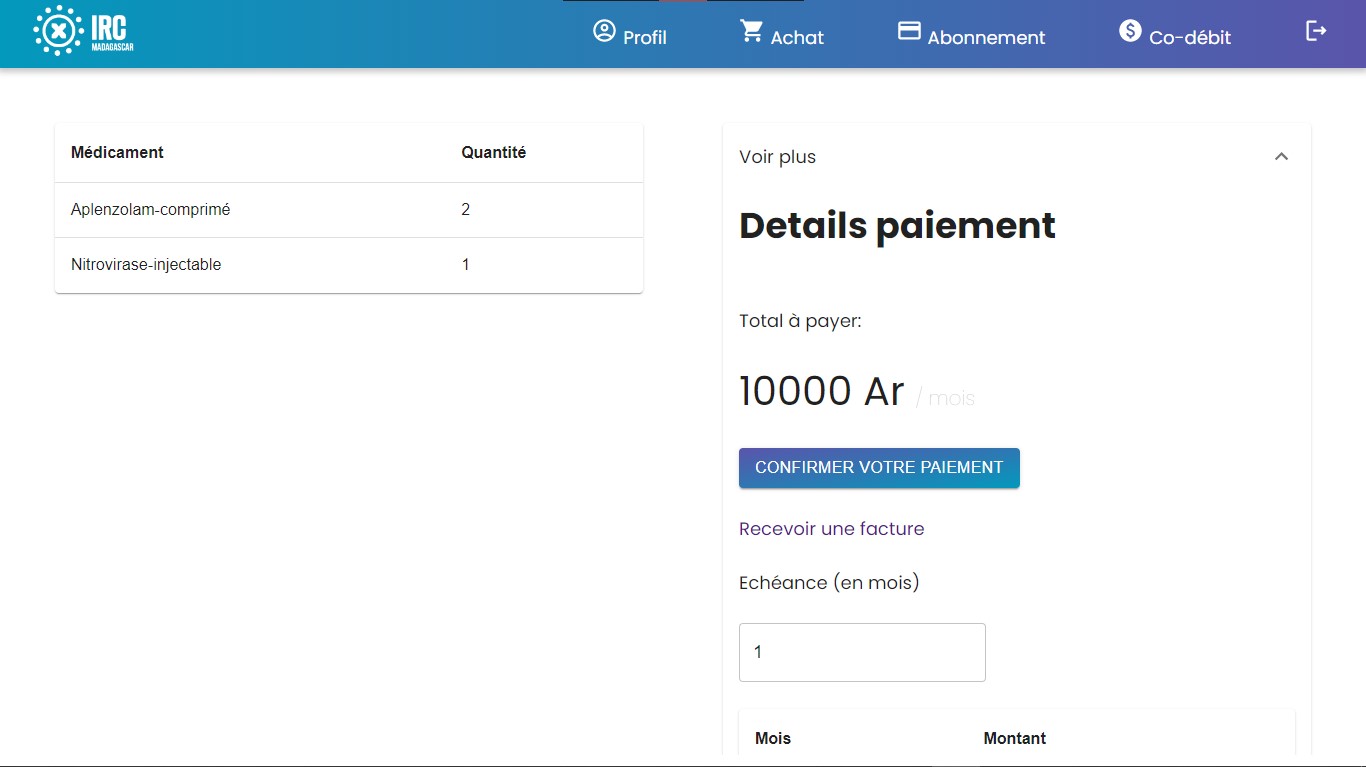 IRC
MADAGASCAR
Profil
Achat
Abonnement
Co-débit
Médicament Quantité
Aplenzolam-comprimé 2
Nitrovirase-injectable 1
Voir plus
Details paiement
Total à payer:
10000 Ar / mois
CONFIRMER VOTRE PAIEMENT
Recevoir une facture
Echéance (en mois)
1
Mois Montant